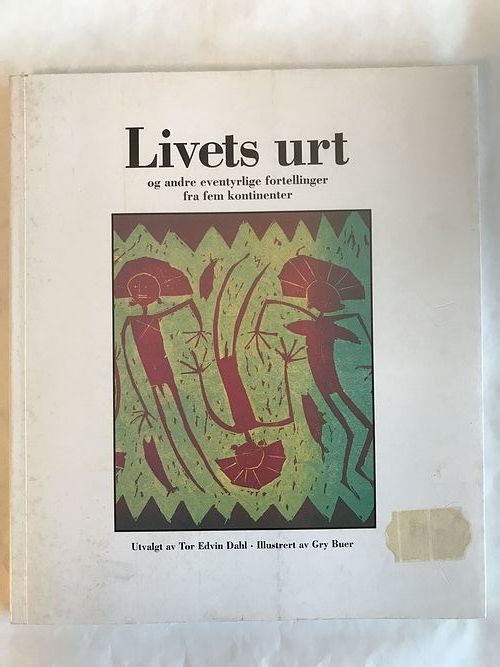 Livets urt
og andre eventyrlige fortellinger
fra fem kontinenter
Utvalgt av Tor Edvin Dahl · Illustrert av Gry Buer